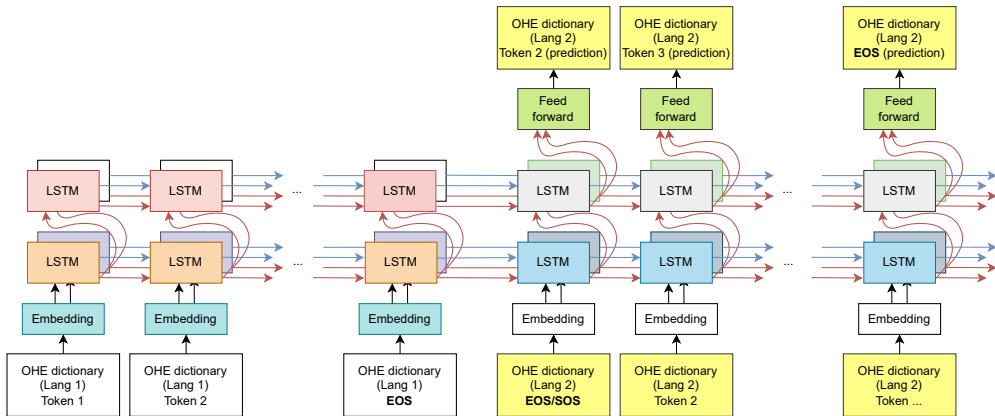 OHE dictionary
(Lang 2)
Token 2 (prediction)
OHE dictionary
(Lang 2)
Token 3 (prediction)
OHE dictionary
(Lang 2)
EOS (prediction)
Feed
forward
Feed
forward
Feed
forward
LSTM
LSTM
...
LSTM
LSTM
LSTM
...
LSTM
LSTM
LSTM
...
LSTM
LSTM
LSTM
...
LSTM
Embedding
Embedding
Embedding
Embedding
Embedding
Embedding
OHE dictionary
(Lang 1)
Token 1
OHE dictionary
(Lang 1)
Token 2
OHE dictionary
(Lang 1)
EOS
OHE dictionary
(Lang 2)
EOS/SOS
OHE dictionary
(Lang 2)
Token 2
OHE dictionary
(Lang 2)
Token ...